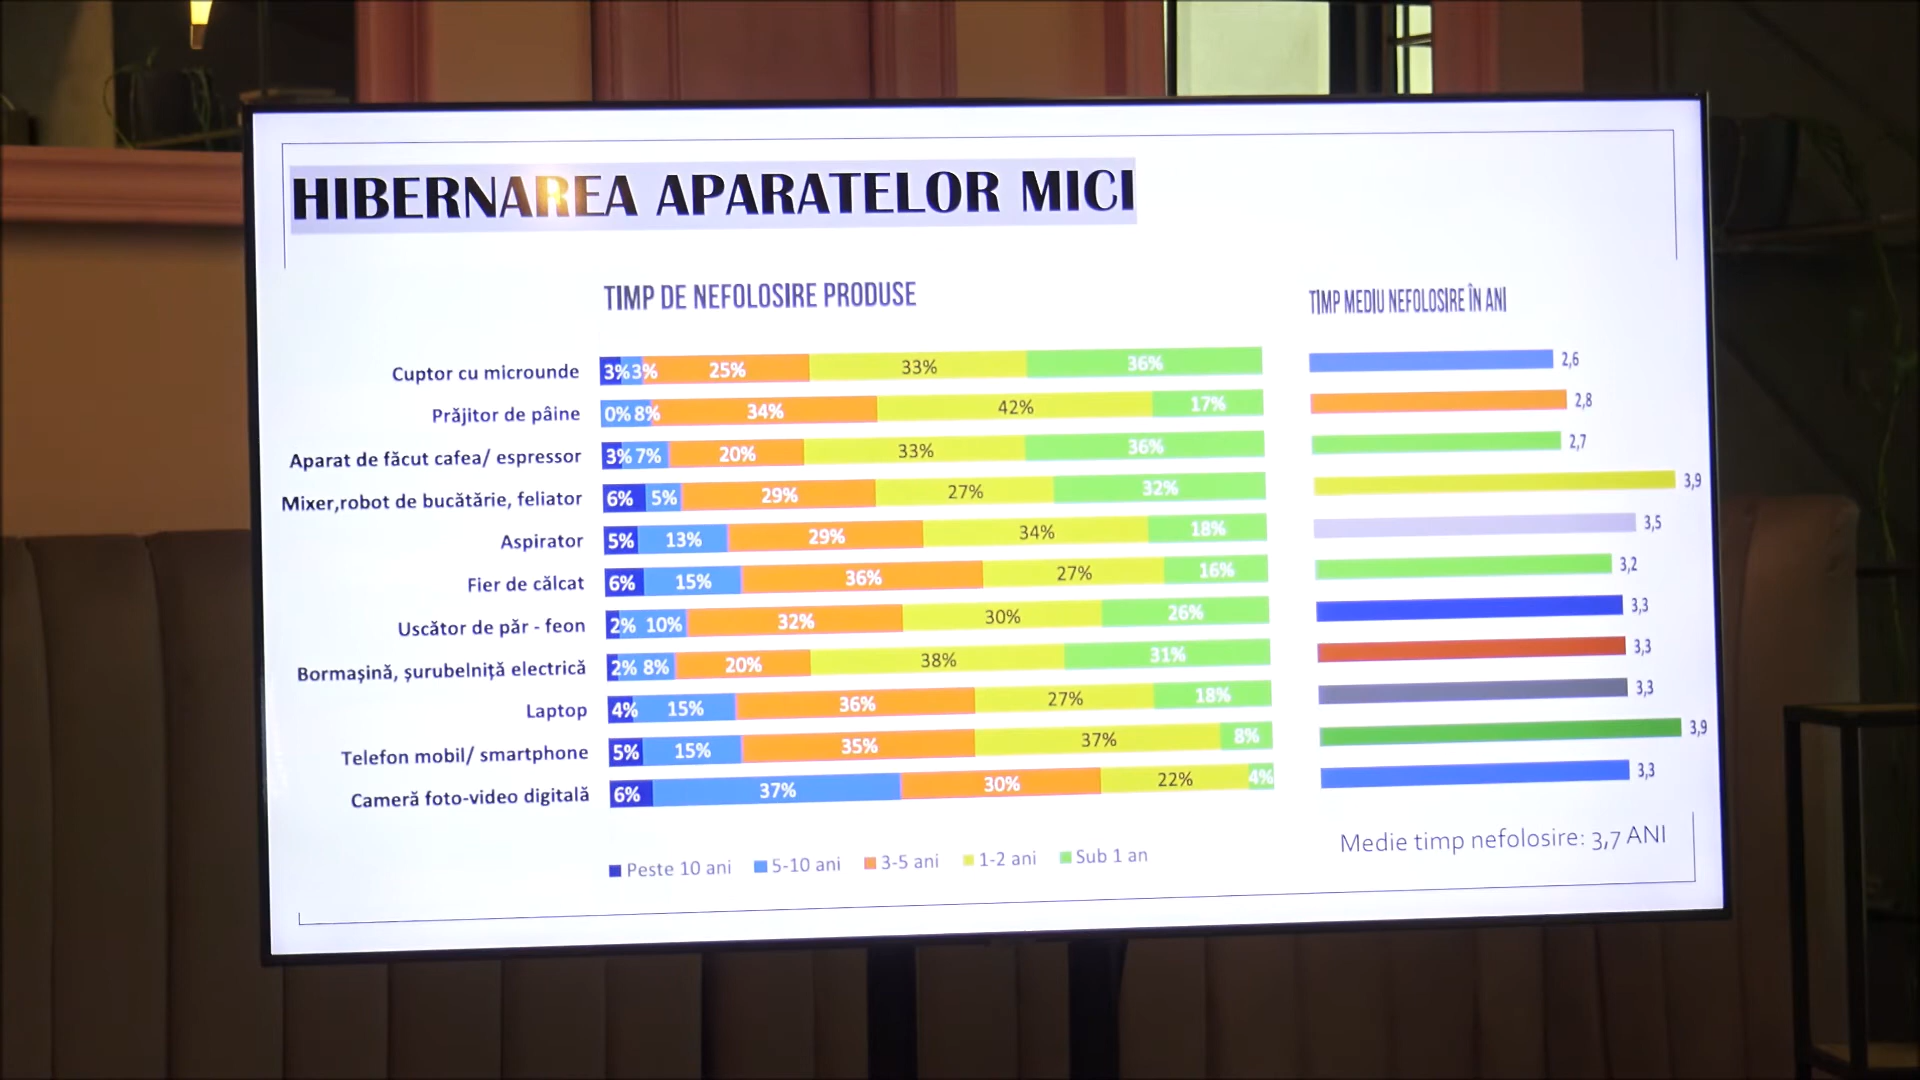 HIBERNAREA APARATELOR MICI
TIMP DE NEFOLOSIRE PRODUSE
TIMP MEDIU NEFOLOSIRE ÎN ANI
Cuptor cu microunde 3% 3% 25% 33% 36% 2,6
Prăjitor de pâine 0% 8% 34% 42% 17% 2,8
Aparat de făcut cafea/ espressor 3% 7% 20% 33% 36% 2,7
Mixer,robot de bucătărie, feliator 6% 5% 29% 27% 32% 3,9
Aspirator 5% 13% 29% 34% 18% 3,5
Fier de călcat 6% 15% 36% 27% 16% 3,2
Uscător de păr - feon 2% 10% 32% 30% 26% 3,3
Bormașină, șurubelniță electrică 2% 8% 20% 38% 31% 3,3
Laptop 4% 15% 36% 27% 18% 3,3
Telefon mobil/ smartphone 5% 15% 35% 37% 8% 3,9
Cameră foto-video digitală 6% 37% 30% 22% 4% 3,3
Peste 10 ani 5-10 ani 3-5 ani 1-2 ani Sub 1 an
Medie timp nefolosire: 3,7 ANI